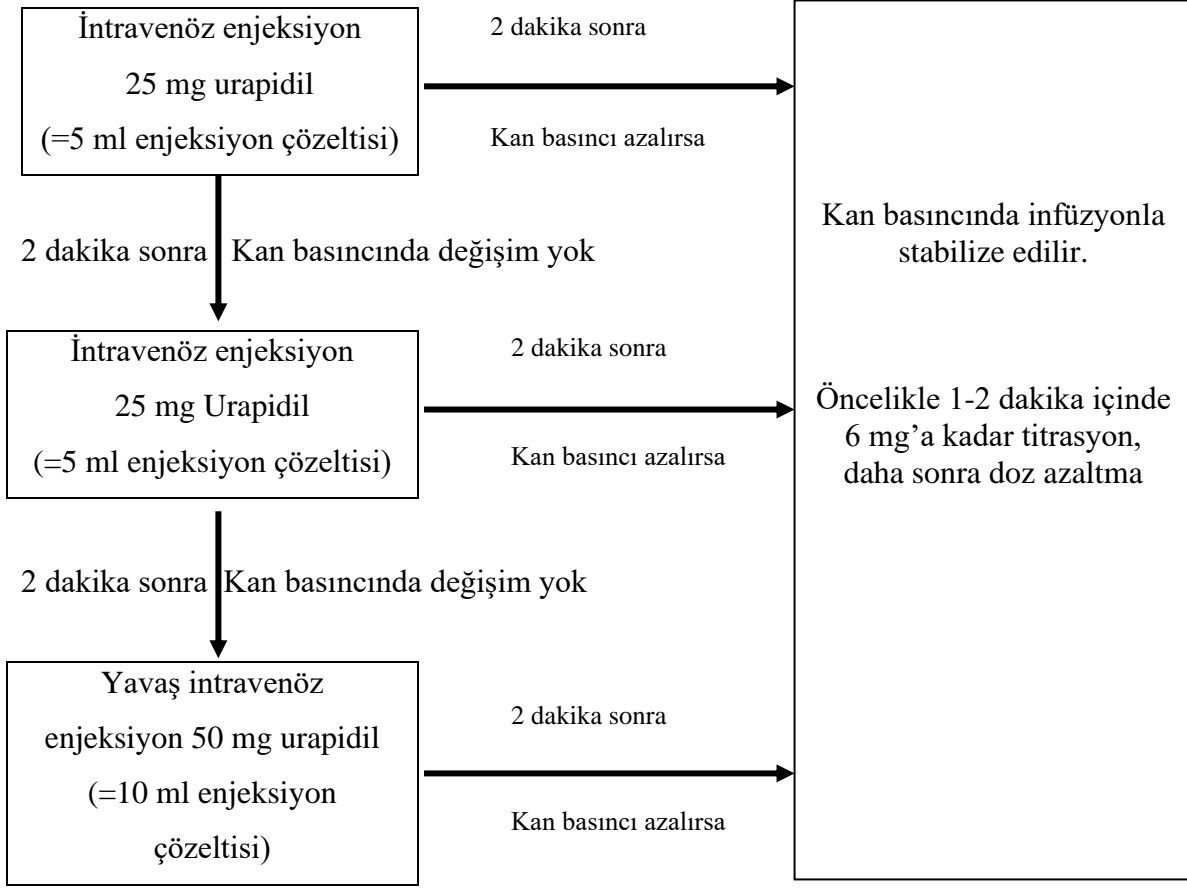 İntravenöz enjeksiyon
25 mg urapidil
(=5 ml enjeksiyon çözeltisi)
2 dakika sonra
Kan basıncı azalırsa
2 dakika sonra
Kan basıncında değişim yok
İntravenöz enjeksiyon
25 mg Urapidil
(=5 ml enjeksiyon çözeltisi)
2 dakika sonra
Kan basıncı azalırsa
2 dakika sonra
Kan basıncında değişim yok
Yavaş intravenöz
enjeksiyon 50 mg urapidil
(=10 ml enjeksiyon
çözeltisi)
2 dakika sonra
Kan basıncı azalırsa
Kan basıncında infüzyonla
stabilize edilir.
Öncelikle 1-2 dakika içinde
6 mg’a kadar titrasyon,
daha sonra doz azaltma